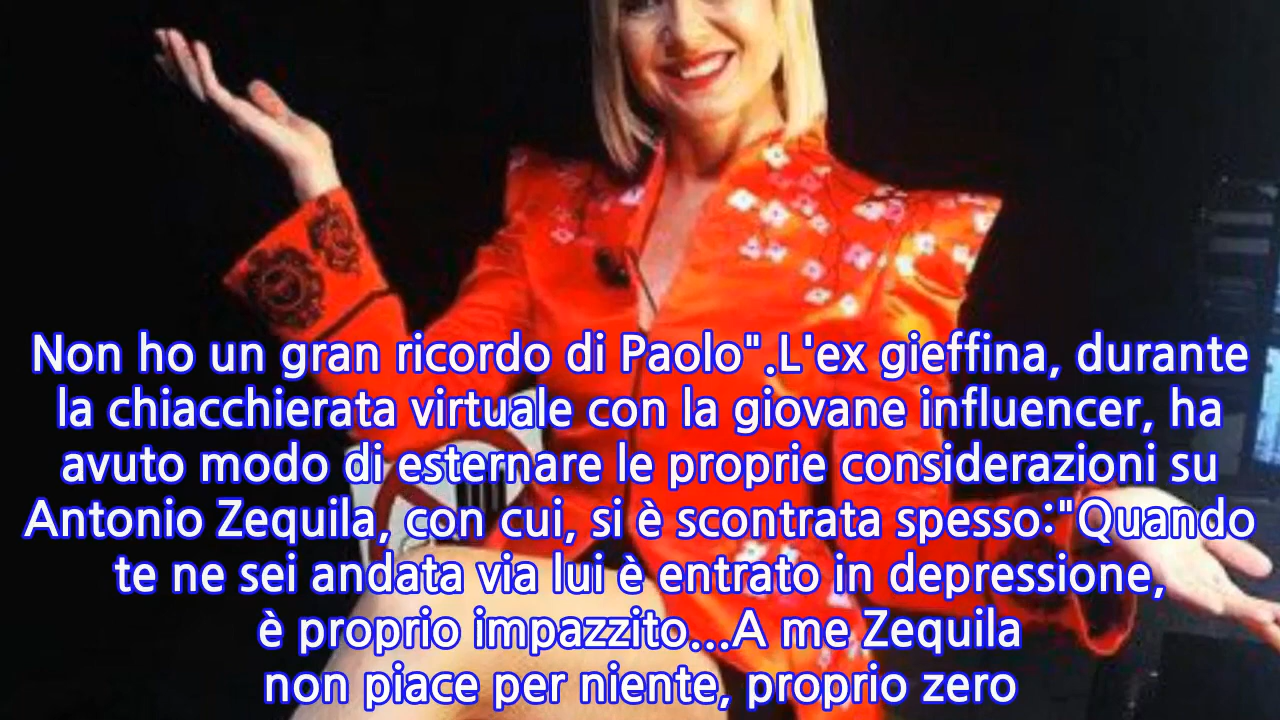 Non ho un gran ricordo di Paolo".L'ex gieffina, durante
la chiacchierata virtuale con la giovane influencer, ha
avuto modo di esternare le proprie considerazioni su
Antonio Zequila, con cui, si è scontrata spesso:"Quando
te ne sei andata via lui è entrato in depressione,
è proprio impazzito...A me Zequila
non piace per niente, proprio zero